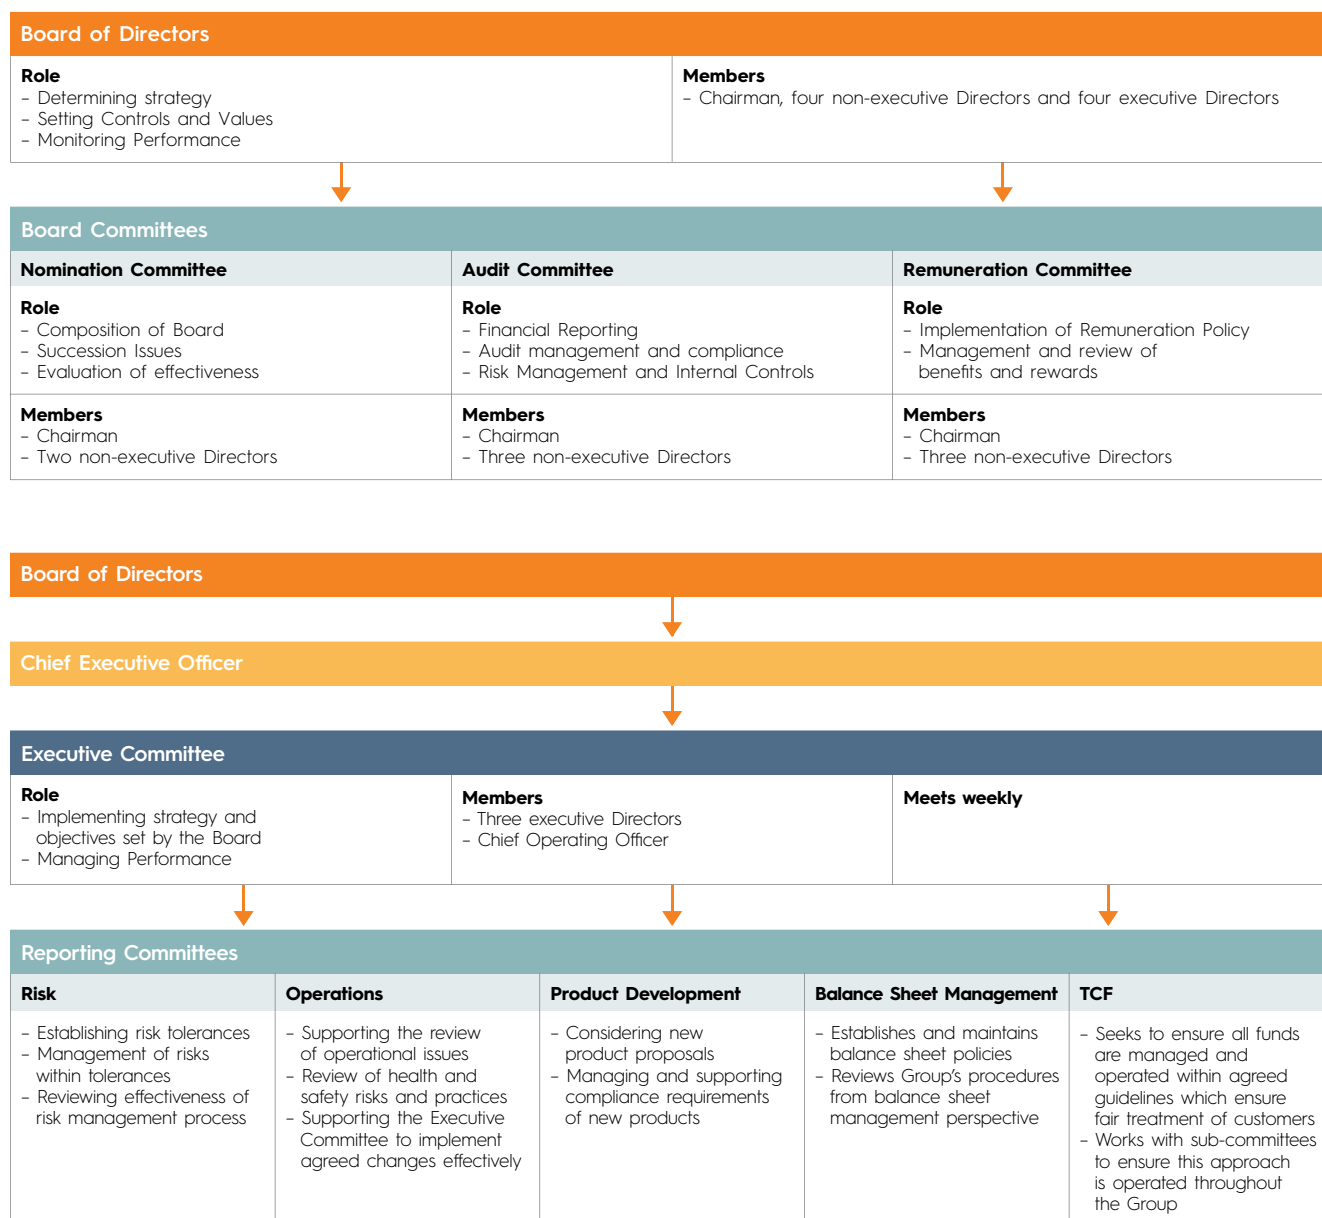 Board of Directors
Role
– Determining strategy
– Setting Controls and Values
– Monitoring Performance
Members
– Chairman, four non-executive Directors and four executive Directors
Board Committees
Nomination Committee
Role
– Composition of Board
– Succession Issues
– Evaluation of effectiveness
Members
– Chairman
– Two non-executive Directors
Audit Committee
Role
– Financial Reporting
– Audit management and compliance
– Risk Management and Internal Controls
Members
– Chairman
– Three non-executive Directors
Remuneration Committee
Role
– Implementation of Remuneration Policy
– Management and review of
benefits and rewards
Members
– Chairman
– Three non-executive Directors
Board of Directors
Chief Executive Officer
Executive Committee
Role
– Implementing strategy and
objectives set by the Board
– Managing Performance
Members
– Three executive Directors
– Chief Operating Officer
Meets weekly
Reporting Committees
Risk
– Establishing risk tolerances
– Management of risks
within tolerances
– Reviewing effectiveness of
risk management process
Operations
– Supporting the review
of operational issues
– Review of health and
safety risks and practices
– Supporting the Executive
Committee to implement
agreed changes effectively
Product Development
– Considering new
product proposals
– Managing and supporting
compliance requirements
of new products
Balance Sheet Management
– Establishes and maintains
balance sheet policies
– Reviews Group's procedures
from balance sheet
management perspective
TCF
– Seeks to ensure all funds
are managed and
operated within agreed
guidelines which ensure
fair treatment of customers
– Works with sub-committees
to ensure this approach
is operated throughout
the Group